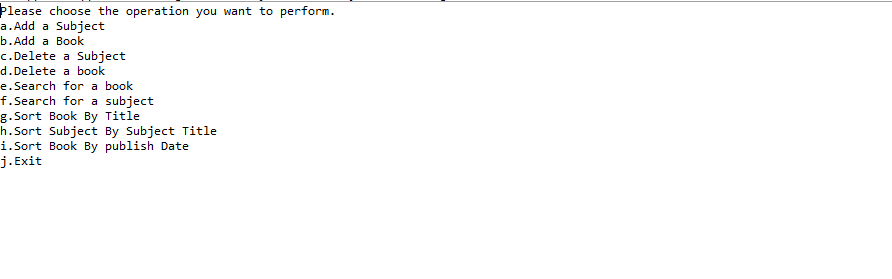 Please choose the operation you want to perform.
a.Add a Subject
b.Add a Book
c.Delete a Subject
d.Delete a book
e.Search for a book
f.Search for a subject
g.Sort Book By Title
h.Sort Subject By Subject Title
i.Sort Book By publish Date
j.Exit